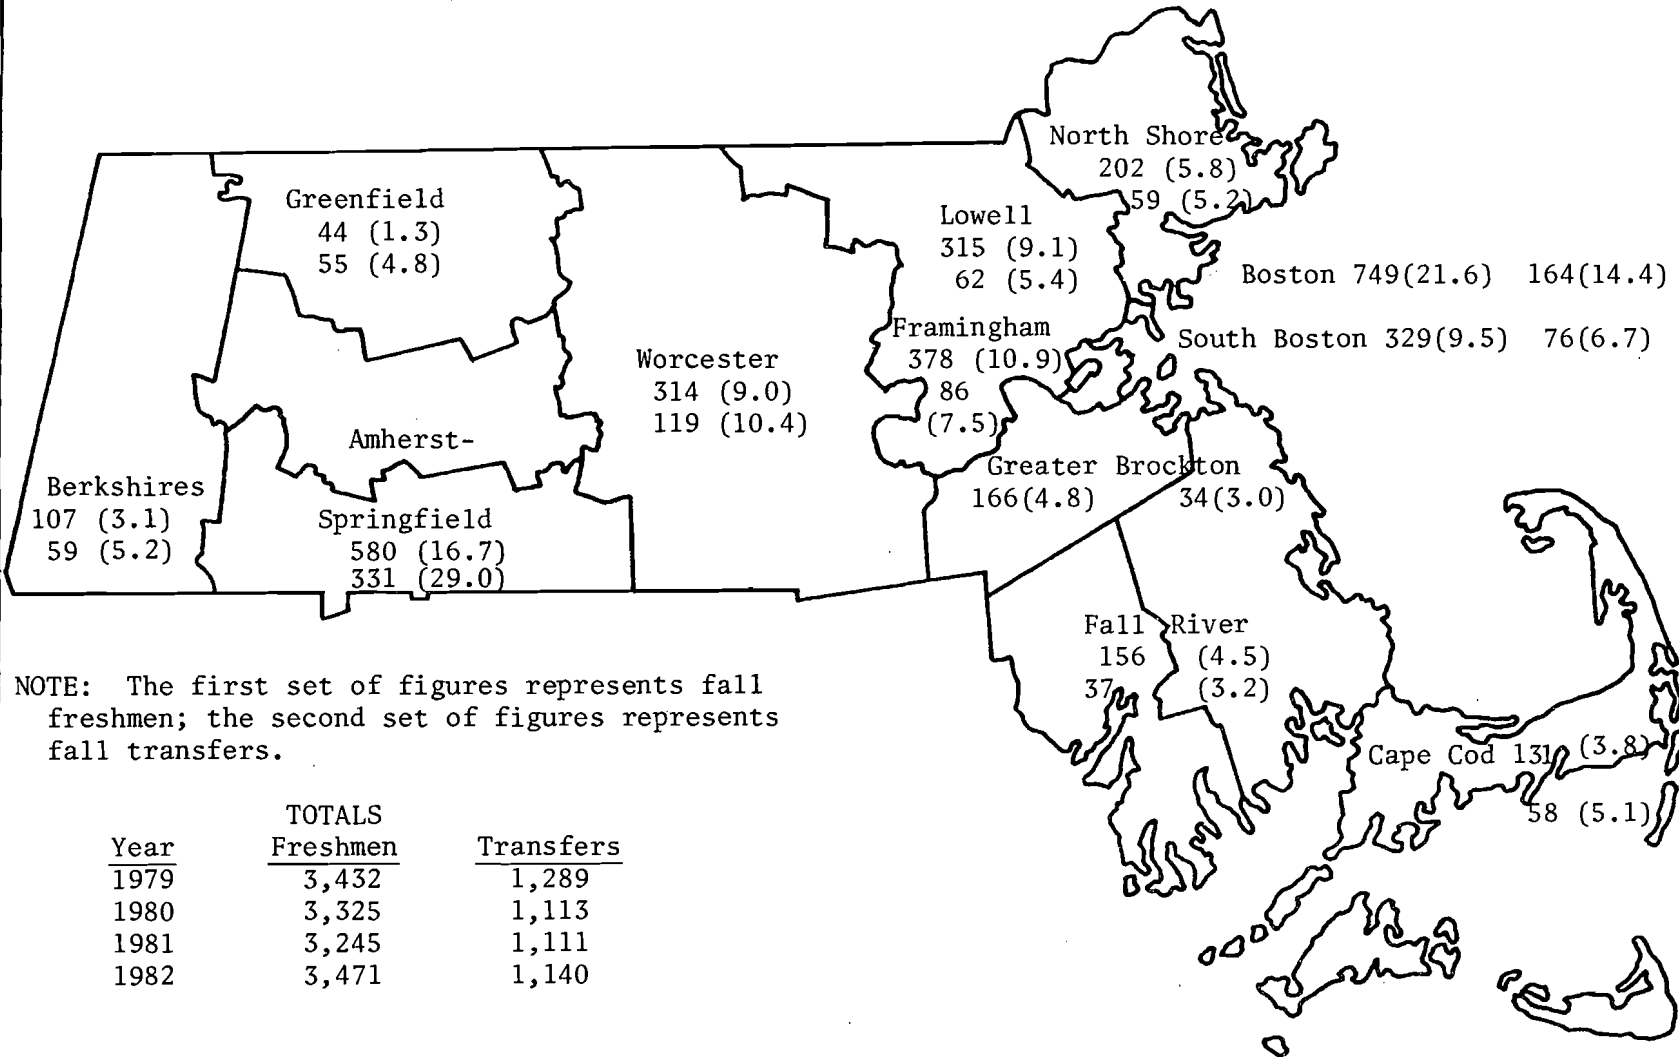 North Shore
202 (5.8)
59 (5.2)
Greenfield
44 (1.3)
55 (4.8)
Lowell
315 (9.1)
62 (5.4)
Boston 749(21.6) 164(14.4)
Framingham
378 (10.9)
86
(7.5)
South Boston 329(9.5) 76(6.7)
Worcester
314 (9.0)
119 (10.4)
Amherst-
Springfield
580 (16.7)
331 (29.0)
Berkshires
107 (3.1)
59 (5.2)
Greater Brockton
166(4.8) 34(3.0)
Fall River
156 (4.5)
37 (3.2)
Cape Cod 131 (3.8)
58 (5.1)
NOTE: The first set of figures represents fall
freshmen; the second set of figures represents
fall transfers.
TOTALS
Year Freshmen Transfers
1979 3,432 1,289
1980 3,325 1,113
1981 3,245 1,111
1982 3,471 1,140